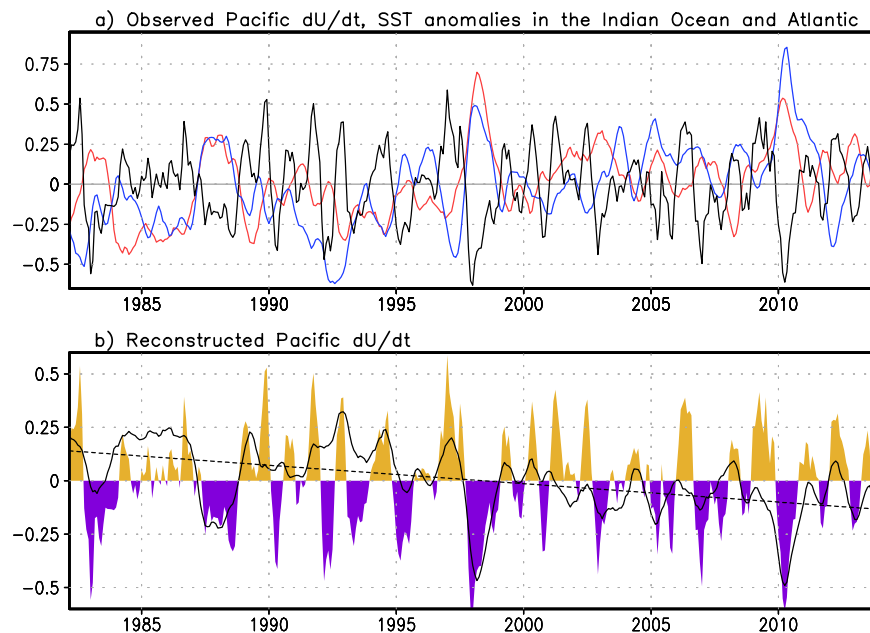 a) Observed Pacific dU/dt, SST anomalies in the Indian Ocean and Atlantic
0.75
0.5
0.25
0
−0.25
−0.5
1985 1990 1995 2000 2005 2010
b) Reconstructed Pacific dU/dt
0.5
0.25
0
−0.25
−0.5
1985 1990 1995 2000 2005 2010